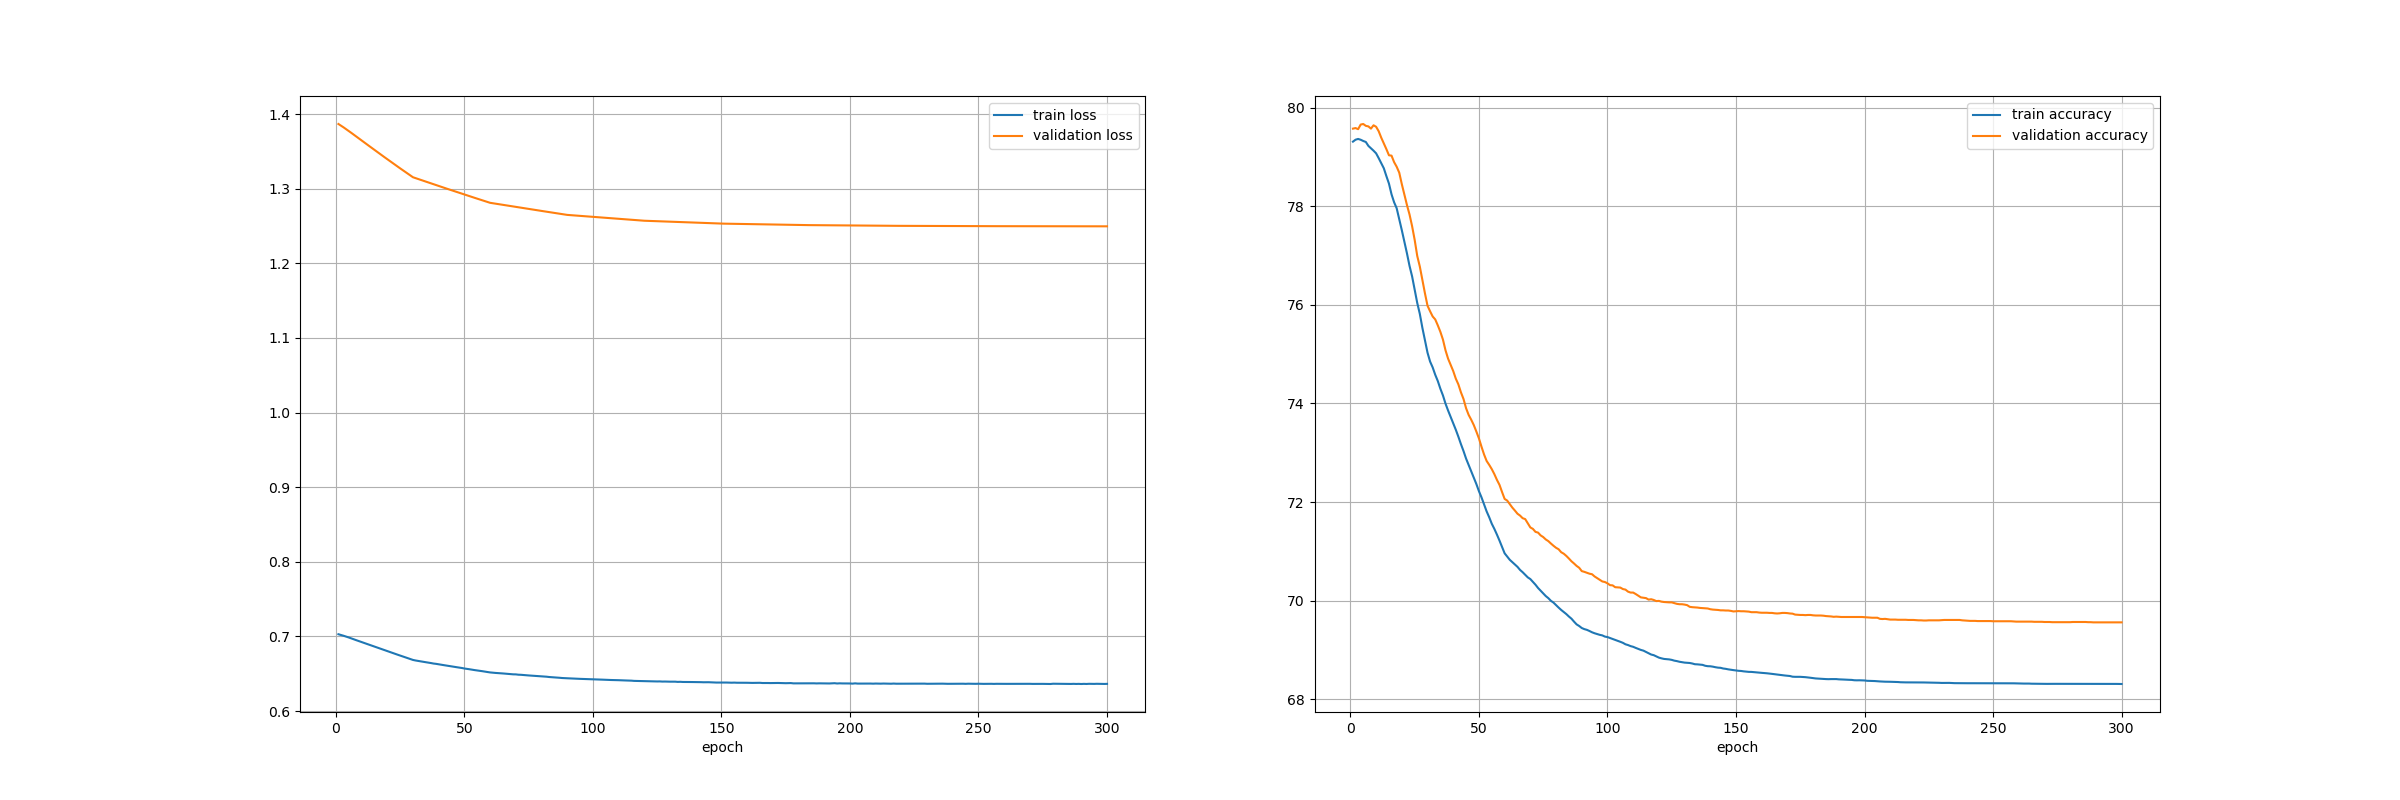 train loss
validation loss
1.4
1.3
1.2
1.1
1.0
0.9
0.8
0.7
0.6
0 50 100 150 200 250 300
epoch
train accuracy
validation accuracy
80
78
76
74
72
70
68
0 50 100 150 200 250 300
epoch